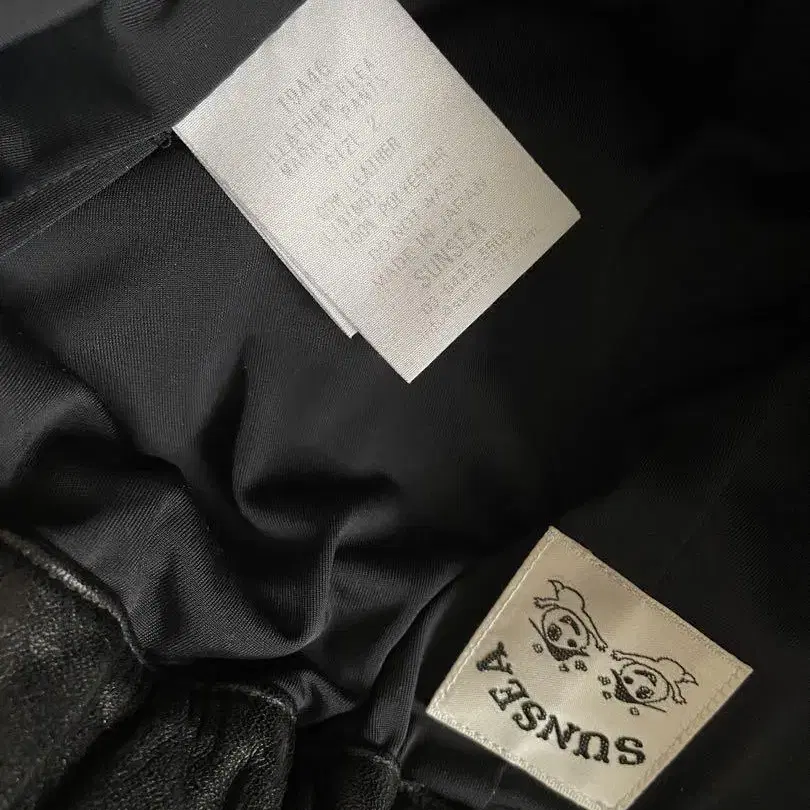 19A46
LEATHER FLEA
MARKET PANTS
SIZE 2
COW LEATHER
(LINING)
100% POLYESTER
DO NOT WASH
MADE IN JAPAN
SUNSEA
SUNSEA